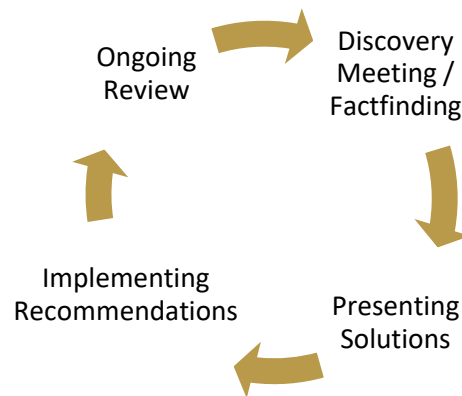 Ongoing
Review
Discovery
Meeting /
Factfinding
Implementing
Recommendations
Presenting
Solutions